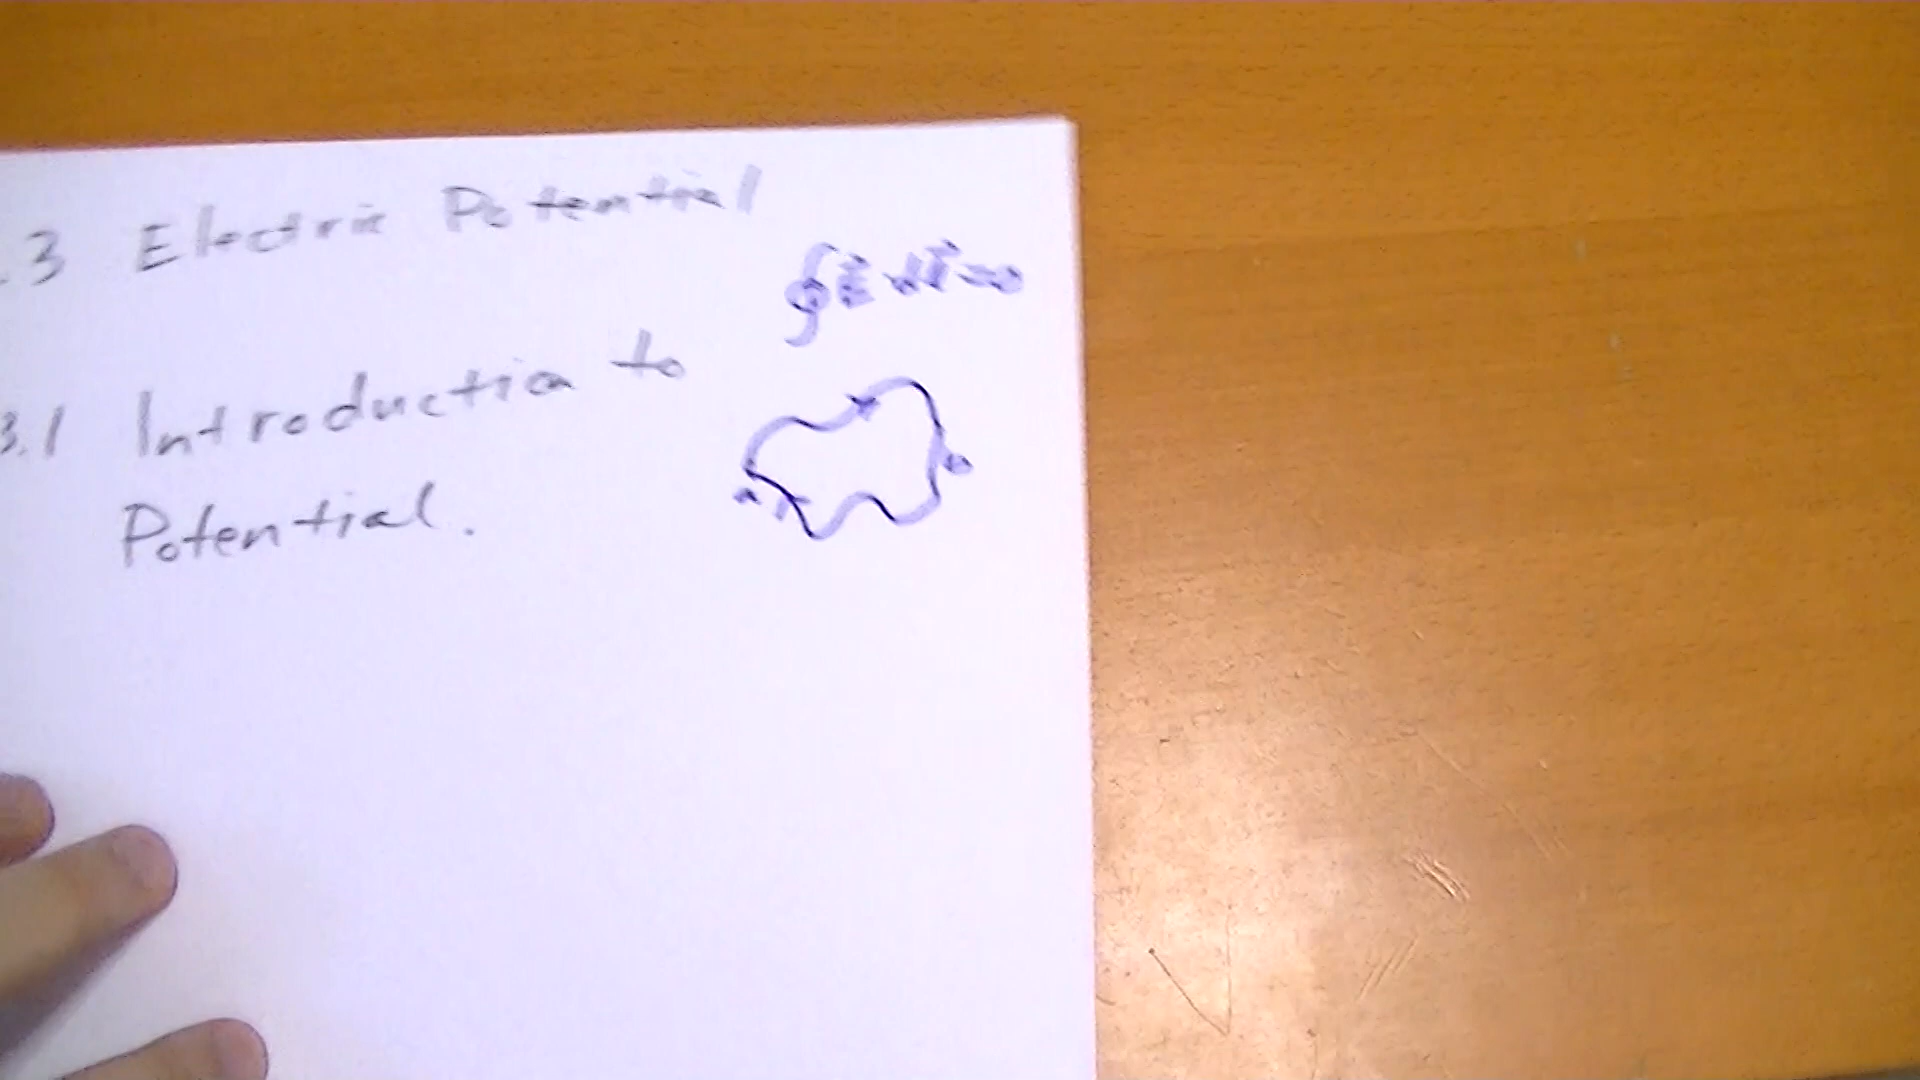 .3 Electric Potential
∮E⃗·dl⃗=0
3.1 Introduction to
Potential.
a
b